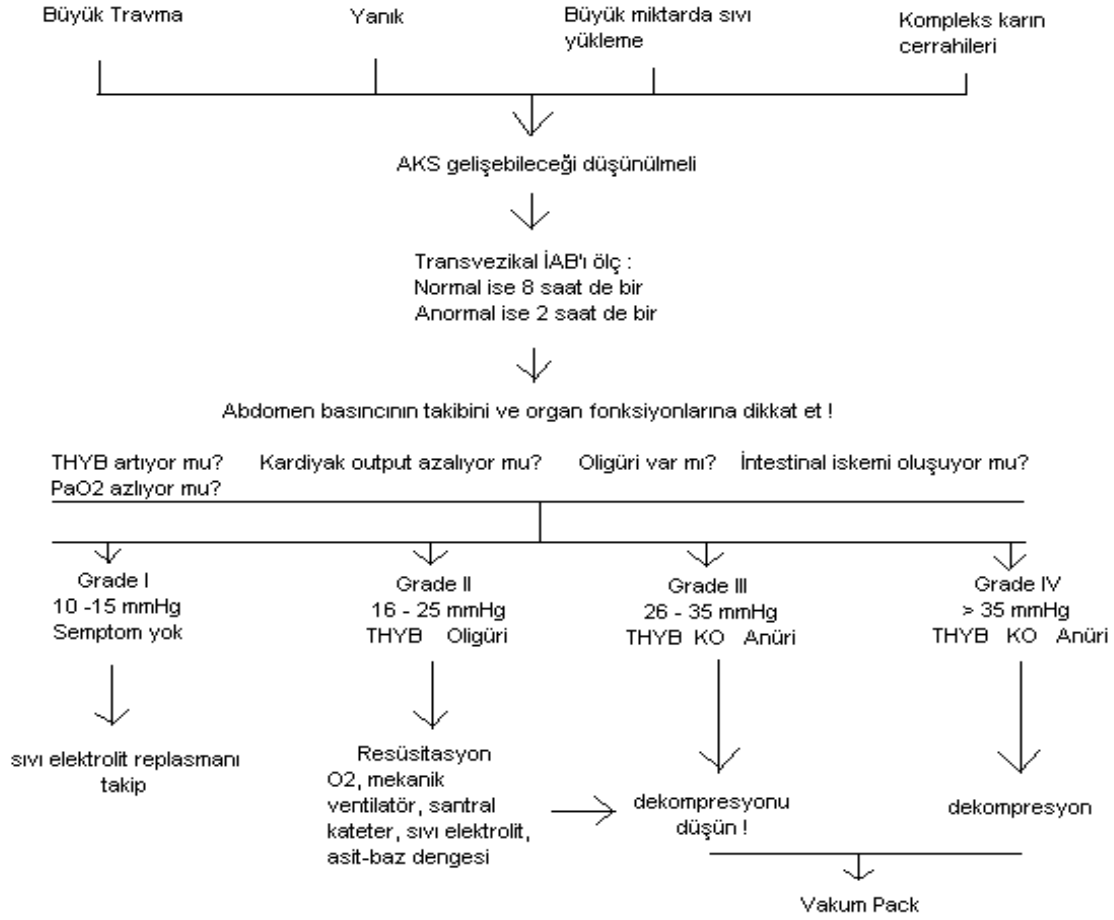 Büyük Travma
Yanık
Büyük miktarda sıvı
yükleme
Kompleks karın
cerrahileri
AKS gelişebileceği düşünülmeli
Transvezikal İAB'ı ölç :
Normal ise 8 saat de bir
Anormal ise 2 saat de bir
Abdomen basıncının takibini ve organ fonksiyonlarına dikkat et !
THYB artıyor mu?
PaO2 azlıyor mu?
Kardiyak output azalıyor mu?
Oligüri var mı?
İntestinal iskemi oluşuyor mu?
Grade I
10 -15 mmHg
Semptom yok
Grade II
16 - 25 mmHg
THYB Oligüri
Grade III
26 - 35 mmHg
THYB KO Anüri
Grade IV
> 35 mmHg
THYB KO Anüri
sıvı elektrolit replasmanı
takip
Resüsitasyon
O2, mekanik
ventilatör, santral
kateter, sıvı elektrolit,
asit-baz dengesi
dekompresyonu
düşün !
dekompresyon
Vakum Pack